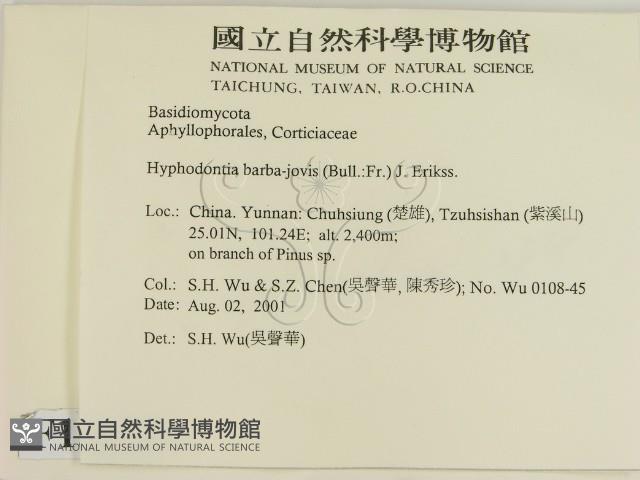 國立自然科學博物館
NATIONAL MUSEUM OF NATURAL SCIENCE
TAICHUNG, TAIWAN, R.O.CHINA
Basidiomycota
Aphyllophorales, Corticiaceae
Hyphodontia barba-jovis (Bull.:Fr.) J. Erikss.
Loc.: China. Yunnan: Chuhsiung (楚雄), Tzuhsishan (紫溪山)
25.01N, 101.24E; alt. 2,400m;
on branch of Pinus sp.
Col.: S.H. Wu & S.Z. Chen(吳聲華, 陳秀珍); No. Wu 0108-45
Date: Aug. 02, 2001
Det.: S.H. Wu(吳聲華)
國立自然科學博物館
NATIONAL MUSEUM OF NATURAL SCIENCE